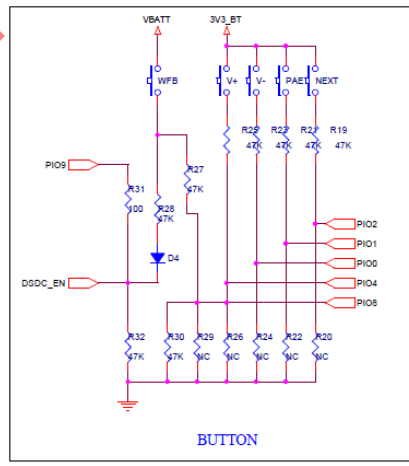 VBATT 3V3_BT
WFB V+ V- PAET NEXT
R25 R23 R21 R19
47K 47K 47K 47K
PIO9
R27
47K
R31
100
R28
47K
PIO2
PIO1
D4
PIO0
DSDC_EN
PIO4
PIO8
R32 R30 R29 R26 R24 R22 R20
47K 47K NC NC NC NC NC
BUTTON